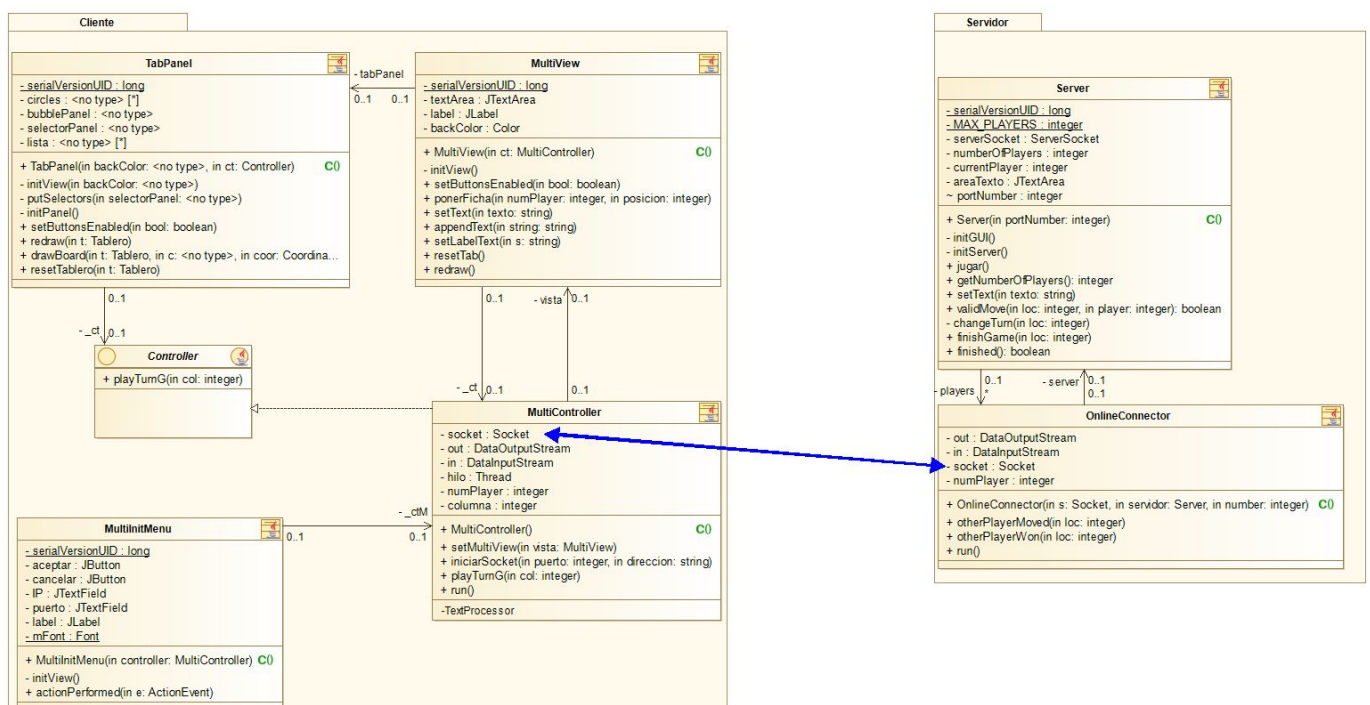 Cliente
TabPanel
- serialVersionUID : long
- circles : <no type> [*]
- bubblePanel : <no type>
- selectorPanel : <no type>
- lista : <no type> [*]
+ TabPanel(in backColor: <no type>, in ct: Controller) C()
- initView(in backColor: <no type>)
- putSelectors(in selectorPanel: <no type>)
- initPanel()
+ setButtonsEnabled(in bool: boolean)
+ redraw(in t: Tablero)
+ drawBoard(in t: Tablero, in c: <no type>, in coor: Coordina...
+ resetTablero(in t: Tablero)
- tabPanel
0..1 0..1
MultiView
- serialVersionUID : long
- textArea : JTextArea
- label : JLabel
- backColor : Color
+ MultiView(in ct: MultiController) C()
- initView()
+ setButtonsEnabled(in bool: boolean)
+ ponerFicha(in numPlayer: integer, in posicion: integer)
+ setText(in texto: string)
+ appendText(in string: string)
+ setLabelText(in s: string)
+ resetTab()
+ redraw()
0..1
- _ct 0..1
Controller
+ playTurnG(in col: integer)
0..1 - vista 0..1
- _ct 0..1 0..1
MultiController
- socket : Socket
- out : DataOutputStream
- in : DataInputStream
- hilo : Thread
- numPlayer : integer
- columna : integer
+ MultiController() C()
+ setMultiView(in vista: MultiView)
+ iniciarSocket(in puerto: integer, in direccion: string)
+ playTurnG(in col: integer)
+ run()
-TextProcessor
- _ctM
0..1 0..1
MultiInitMenu
- serialVersionUID : long
- aceptar : JButton
- cancelar : JButton
- IP : JTextField
- puerto : JTextField
- label : JLabel
- mFont : Font
+ MultiInitMenu(in controller: MultiController) C()
- initView()
+ actionPerformed(in e: ActionEvent)
Servidor
Server
- serialVersionUID : long
- MAX_PLAYERS : integer
- serverSocket : ServerSocket
- numberOfPlayers : integer
- currentPlayer : integer
- areaTexto : JTextArea
~ portNumber : integer
+ Server(in portNumber: integer) C()
- initGUI()
- initServer()
+ jugar()
+ getNumberOfPlayers(): integer
+ setText(in texto: string)
+ validMove(in loc: integer, in player: integer): boolean
- changeTurn(in loc: integer)
+ finishGame(in loc: integer)
+ finished(): boolean
0..1 - server 0..1
- players * 0..1
OnlineConnector
- out : DataOutputStream
- in : DataInputStream
- socket : Socket
- numPlayer : integer
+ OnlineConnector(in s: Socket, in servidor: Server, in number: integer) C()
+ otherPlayerMoved(in loc: integer)
+ otherPlayerWon(in loc: integer)
+ run()